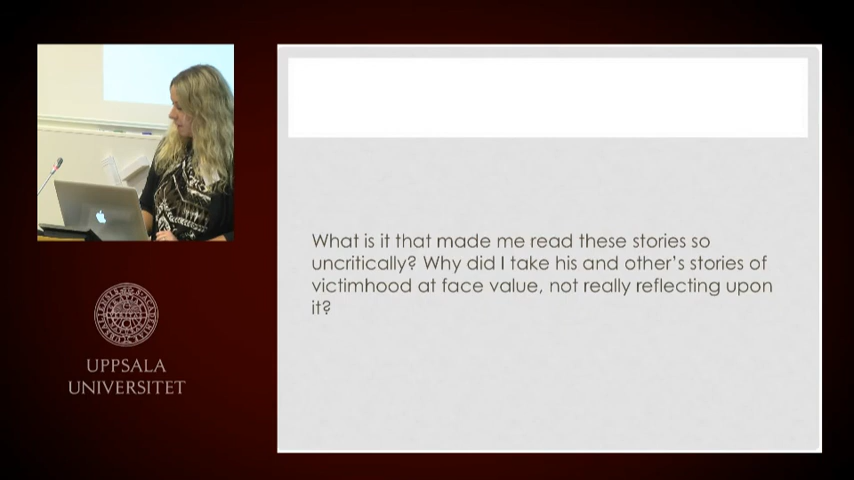 What is it that made me read these stories so
uncritically? Why did I take his and other's stories of
victimhood at face value, not really reflecting upon
it?
UPPSALA
UNIVERSITET